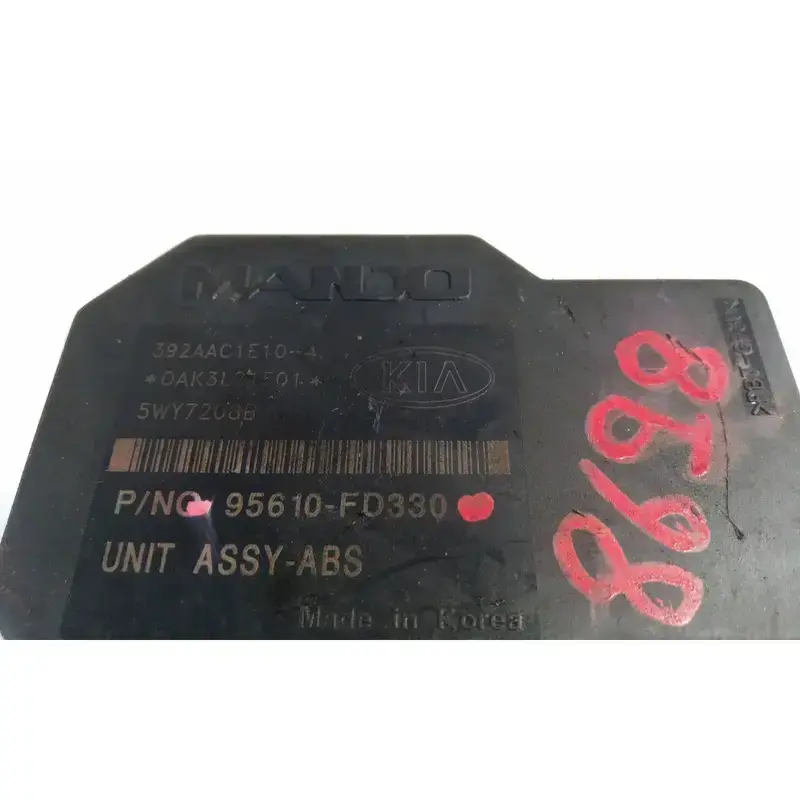 MANDO
392AAC1E10-4
KIA
5WY7208B
P/NO 95610-FD330
UNIT ASSY-ABS
Made in Korea
8698